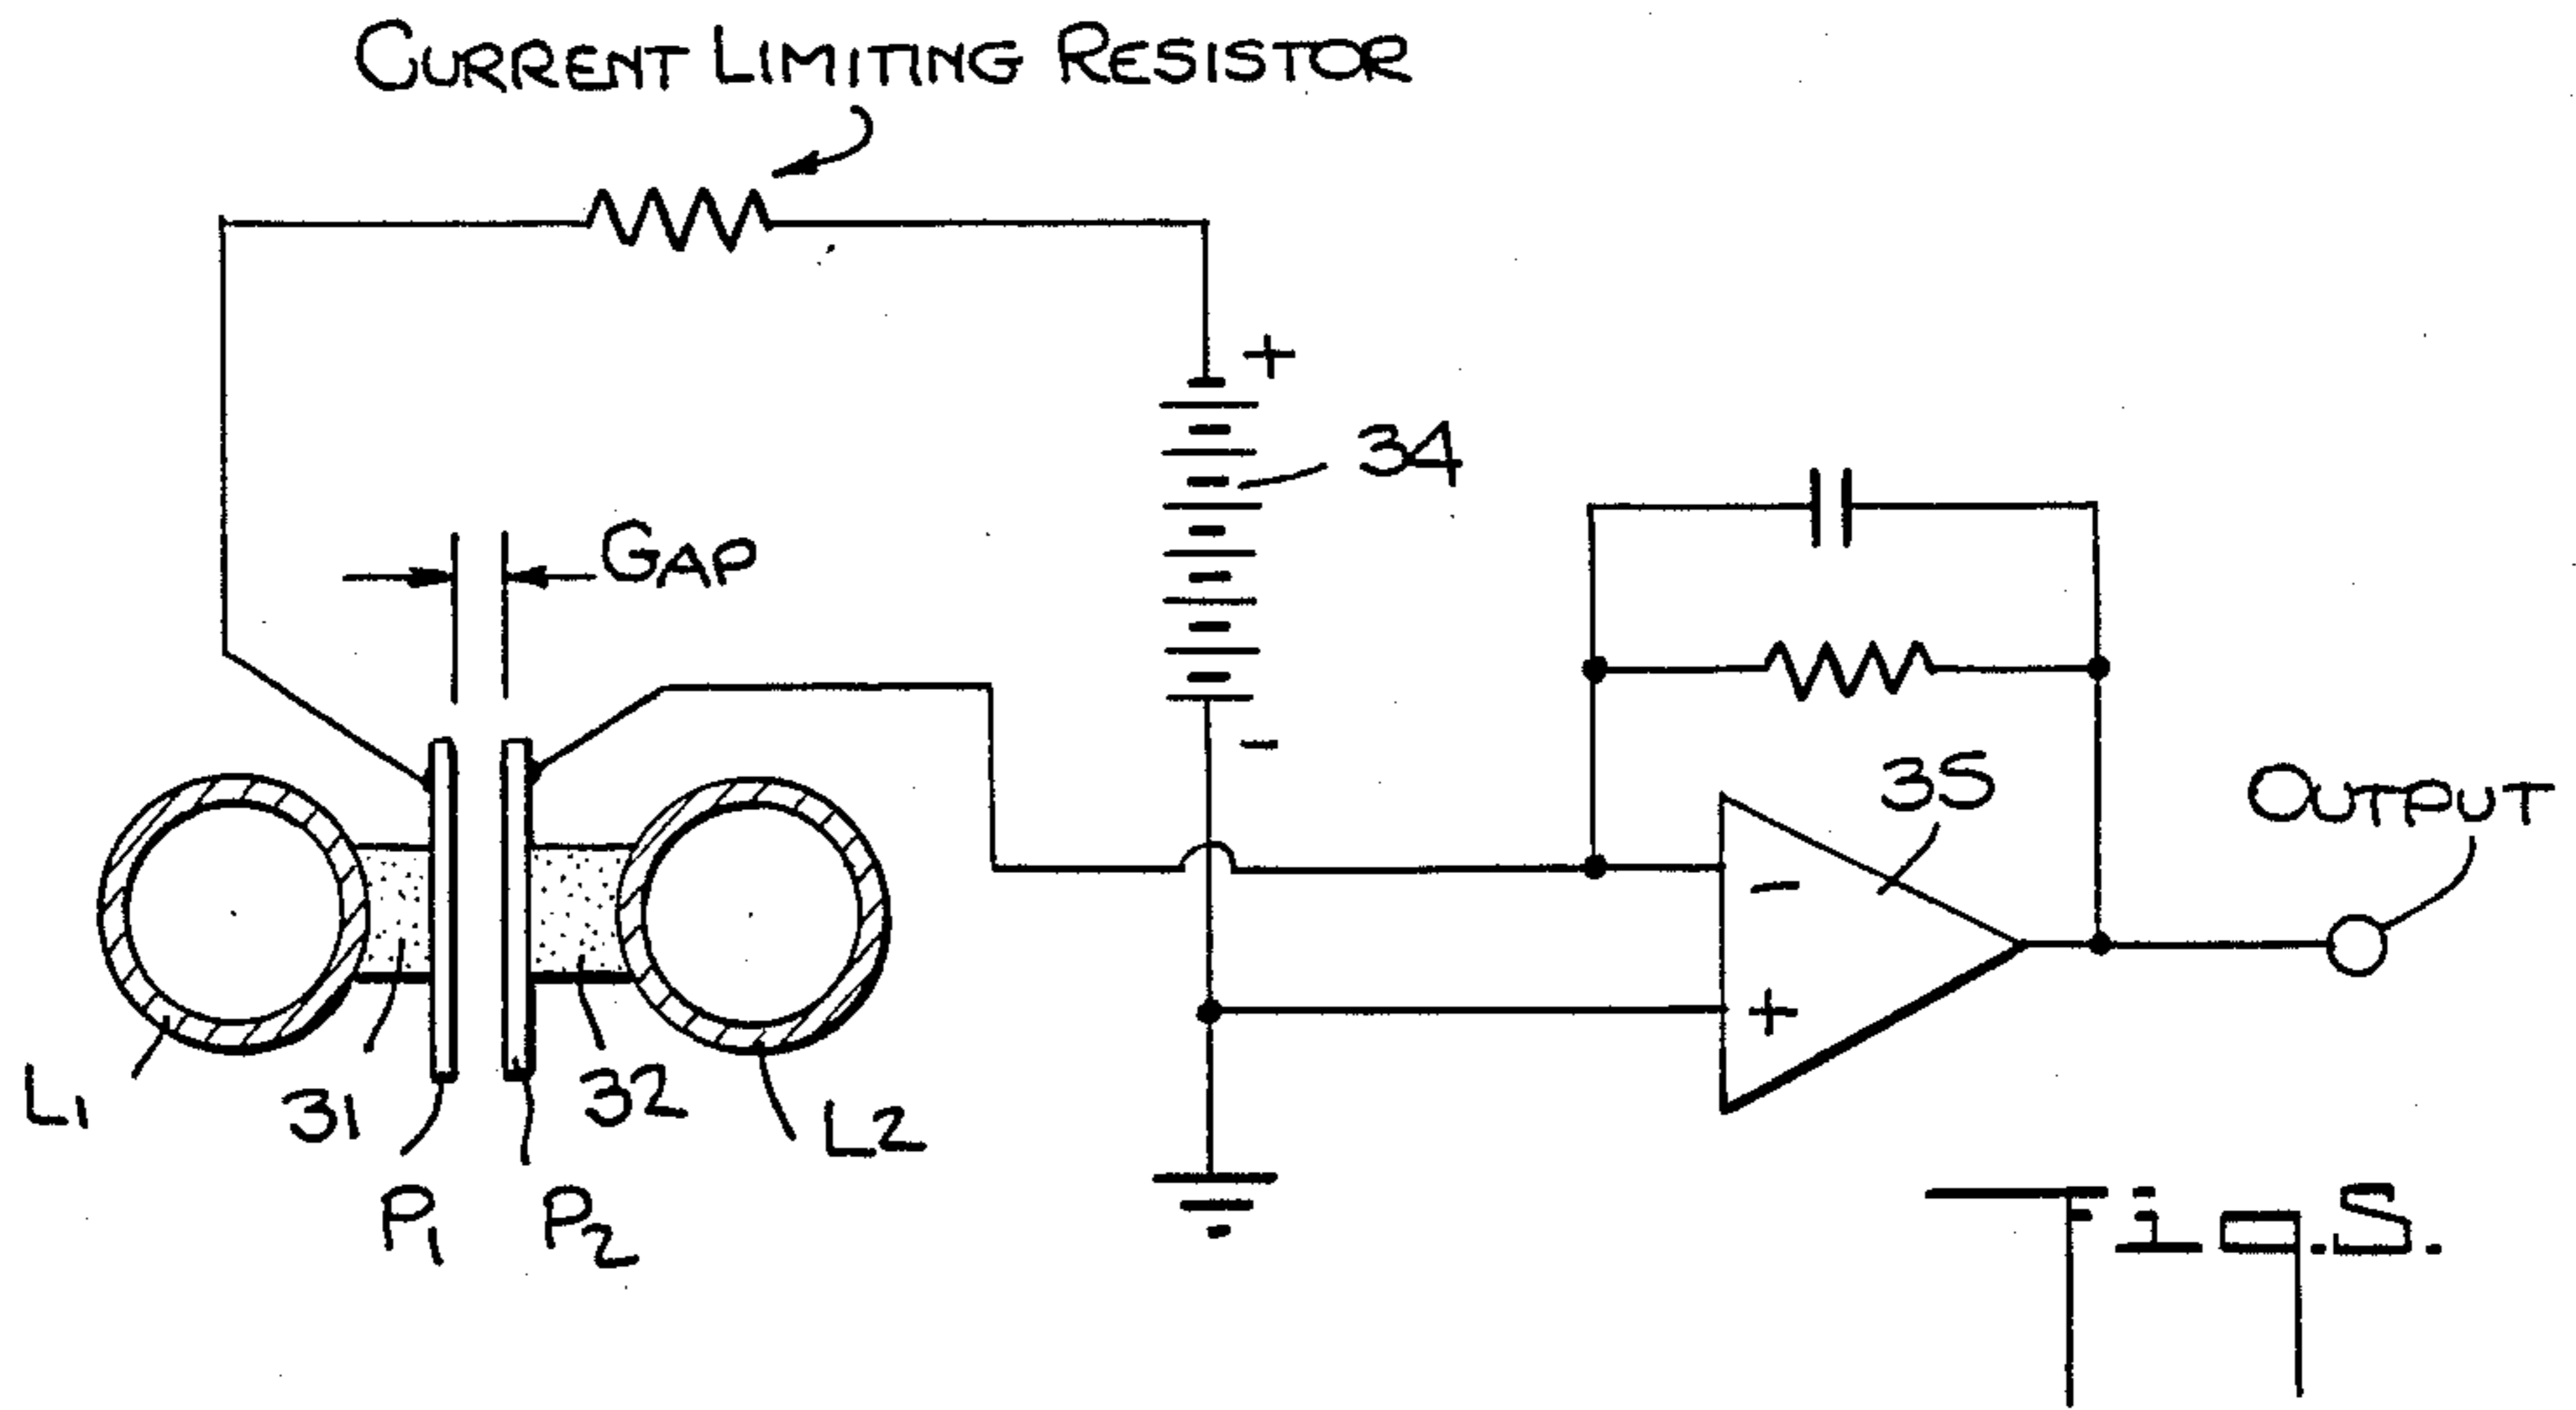 CURRENT LIMITING RESISTOR
+
34
GAP
-
35
OUTPUT
-
+
L1
31
P1
P2
32
L2
Fig.5.